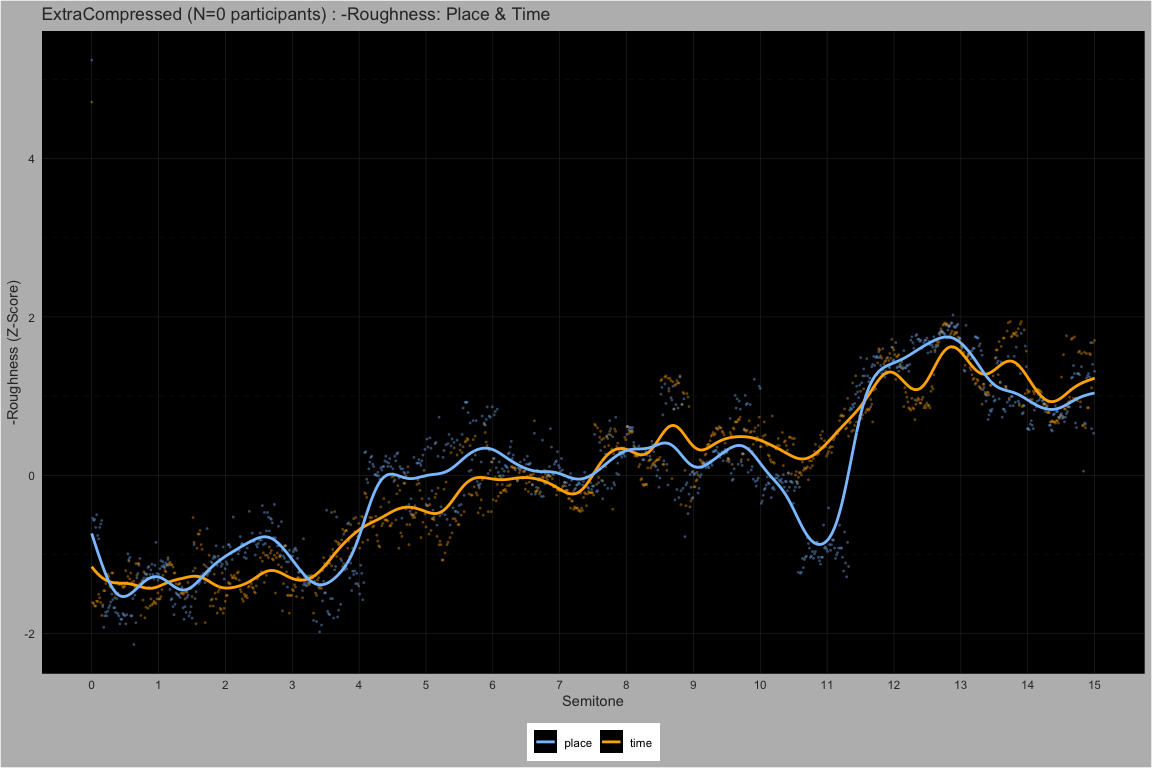 ExtraCompressed (N=0 participants) : -Roughness: Place & Time
-Roughness (Z-Score)
4
2
0
-2
0 1 2 3 4 5 6 7 8 9 10 11 12 13 14 15
Semitone
place time